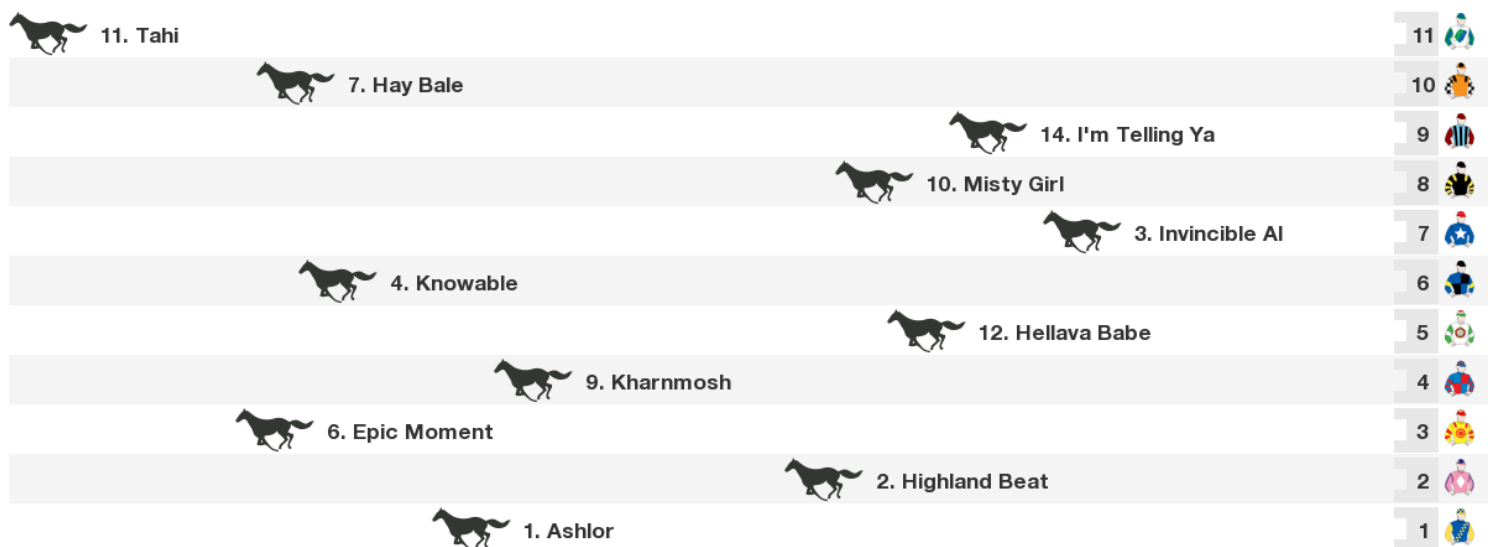 11. Tahi 11
7. Hay Bale 10
14. I'm Telling Ya 9
10. Misty Girl 8
3. Invincible Al 7
4. Knowable 6
12. Hellava Babe 5
9. Kharnmosh 4
6. Epic Moment 3
2. Highland Beat 2
1. Ashlor 1